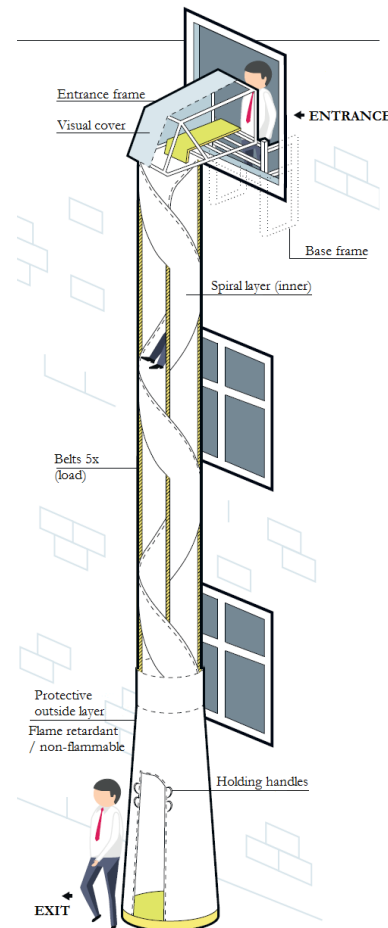 Entrance frame
Visual cover
ENTRANCE
Base frame
Spiral layer (inner)
Belts 5x
(load)
Protective
outside layer
Flame retardant
/ non-flammable
Holding handles
EXIT